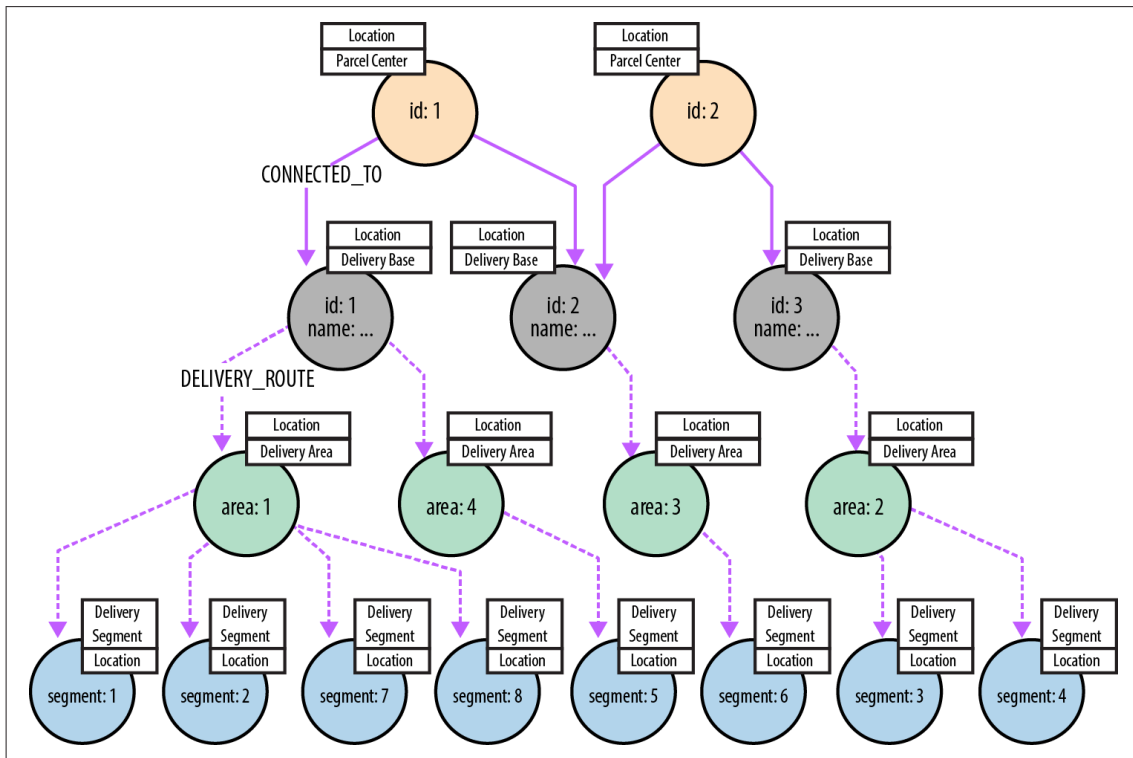 Location
Parcel Center
id: 1
Location
Parcel Center
id: 2
CONNECTED_TO
Location
Delivery Base
id: 1
name: ...
Location
Delivery Base
id: 2
name: ...
Location
Delivery Base
id: 3
name: ...
DELIVERY_ROUTE
Location
Delivery Area
area: 1
Location
Delivery Area
area: 4
Location
Delivery Area
area: 3
Location
Delivery Area
area: 2
Delivery
Segment
Location
segment: 1
Delivery
Segment
Location
segment: 2
Delivery
Segment
Location
segment: 7
Delivery
Segment
Location
segment: 8
Delivery
Segment
Location
segment: 5
Delivery
Segment
Location
segment: 6
Delivery
Segment
Location
segment: 3
Delivery
Segment
Location
segment: 4